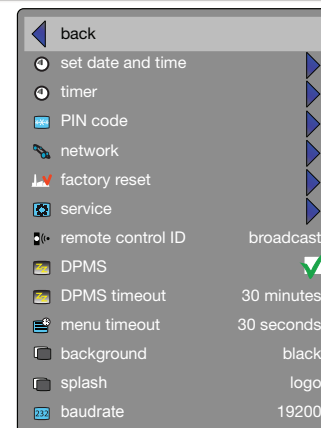 back
set date and time
timer
PIN code
network
factory reset
service
remote control ID broadcast
DPMS
DPMS timeout 30 minutes
menu timeout 30 seconds
background black
splash logo
232 baudrate 19200